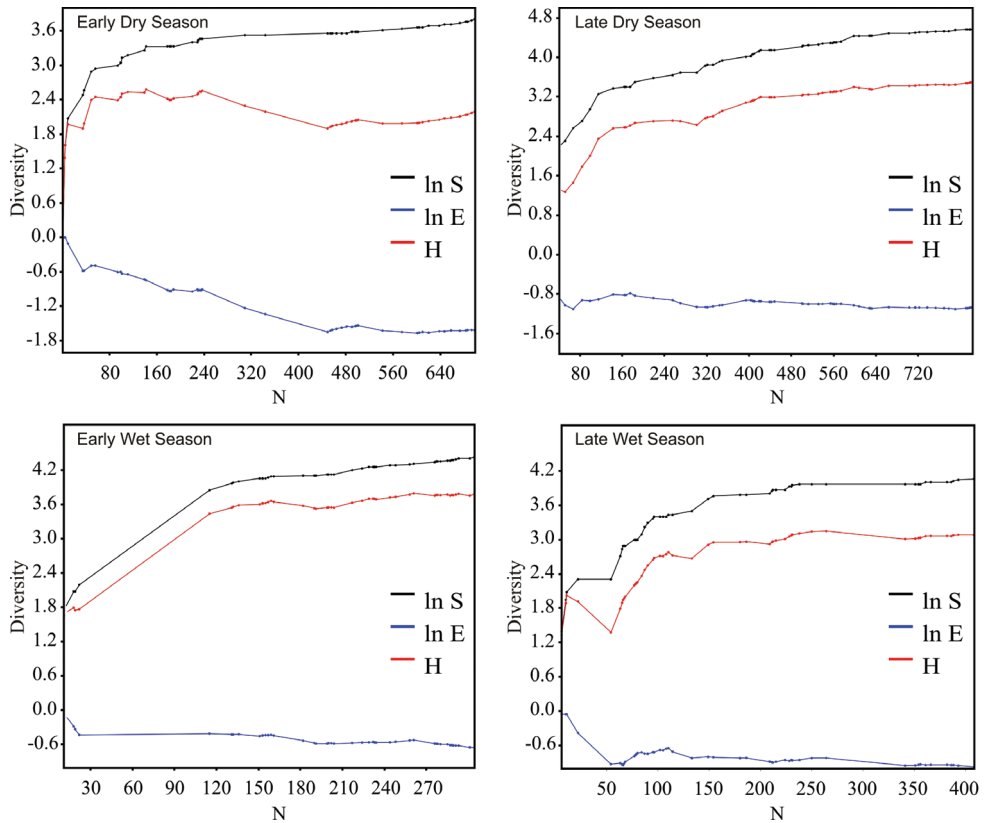 Early Dry Season
3.6
3.0
2.4
1.8
1.2
0.6
0.0
-0.6
-1.2
-1.8
Diversity
ln S
ln E
H
80 160 240 320 400 480 560 640
N
Late Dry Season
4.8
4.0
3.2
2.4
1.6
0.8
0.0
-0.8
-1.6
Diversity
ln S
ln E
H
80 160 240 320 400 480 560 640 720
N
Early Wet Season
4.2
3.6
3.0
2.4
1.8
1.2
0.6
0.0
-0.6
Diversity
ln S
ln E
H
30 60 90 120 150 180 210 240 270
N
Late Wet Season
4.2
3.6
3.0
2.4
1.8
1.2
0.6
0.0
-0.6
Diversity
ln S
ln E
H
50 100 150 200 250 300 350 400
N